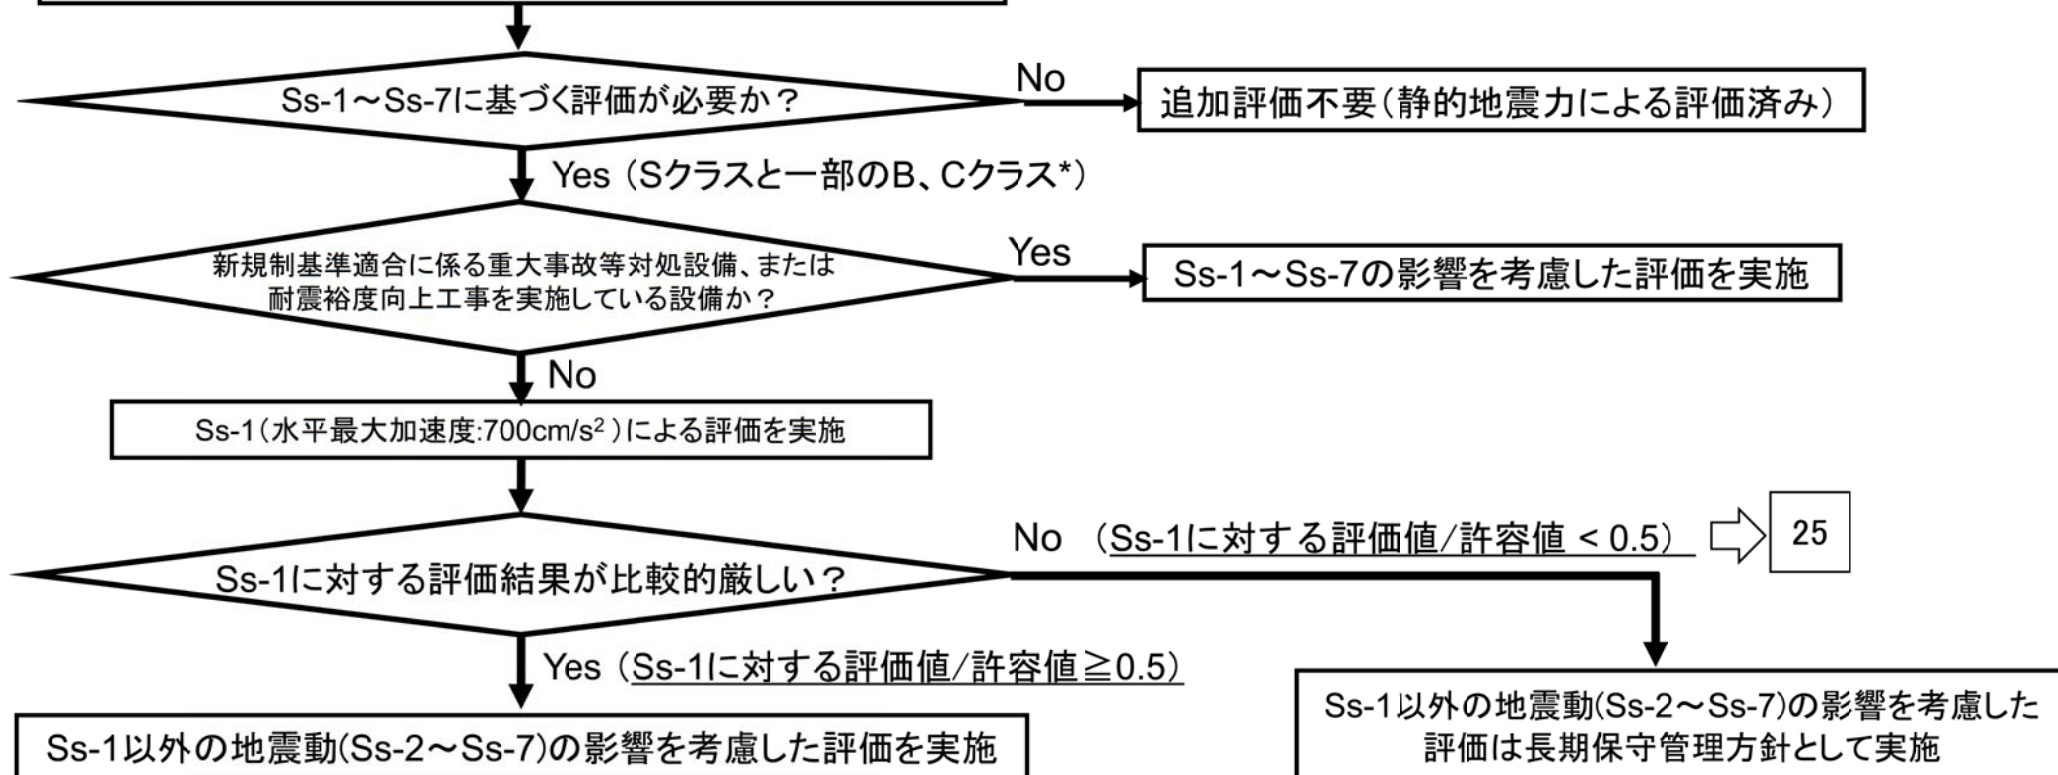 Ss-1～Ss-7に基づく評価が必要か？
No
追加評価不要（静的地震力による評価済み）
Yes（Sクラスと一部のB、Cクラス*）
新規制基準適合に係る重大事故等対処設備、または
耐震裕度向上工事を実施している設備か？
Yes
Ss-1～Ss-7の影響を考慮した評価を実施
No
Ss-1（水平最大加速度:700cm/s²）による評価を実施
Ss-1に対する評価結果が比較的厳しい？
No （Ss-1に対する評価値/許容値 < 0.5）
25
Yes（Ss-1に対する評価値/許容値≧0.5）
Ss-1以外の地震動(Ss-2～Ss-7)の影響を考慮した評価を実施
Ss-1以外の地震動(Ss-2～Ss-7)の影響を考慮した
評価は長期保守管理方針として実施